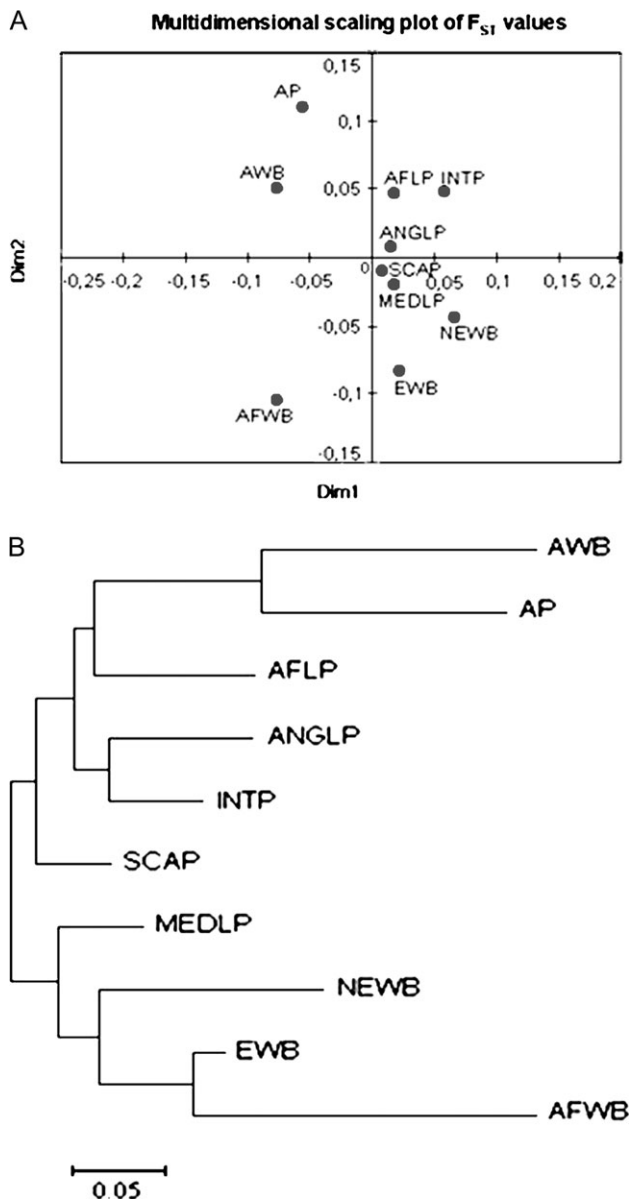 A
Multidimensional scaling plot of FST values
0,15
AP
0,1
AWB
0,05
AFLP INTP
ANGLP
0
SCAP
-0,25 -0,2 -0,15 -0,1 -0,05 0,05 0,1 0,15 0,2
MEDLP
-0,05
NEWB
EWB
-0,1
AFWB
-0,15
Dim2
Dim1
B
AWB
AP
AFLP
ANGLP
INTP
SCAP
MEDLP
NEWB
EWB
AFWB
0.05